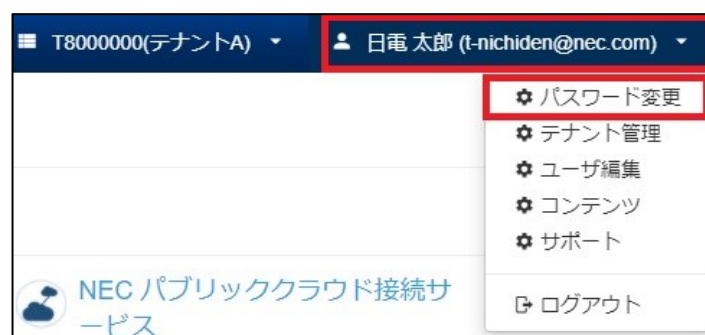 T8000000(テナントA)
日電 太郎 (t-nichiden@nec.com)
パスワード変更
テナント管理
ユーザ編集
コンテンツ
サポート
ログアウト
NEC パブリッククラウド接続サ
ービス